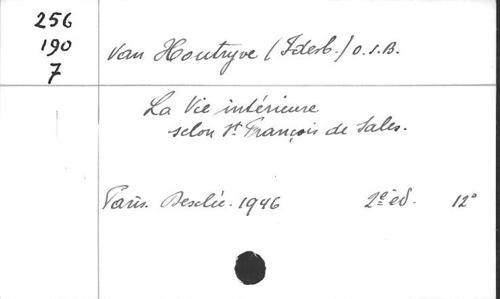 256
190
7
Van Houtryve (Idesb.) O.S.B.
La Vie intérieure
selon St François de Sales.
Paris. Desclée. 1946 2e éd. 12°